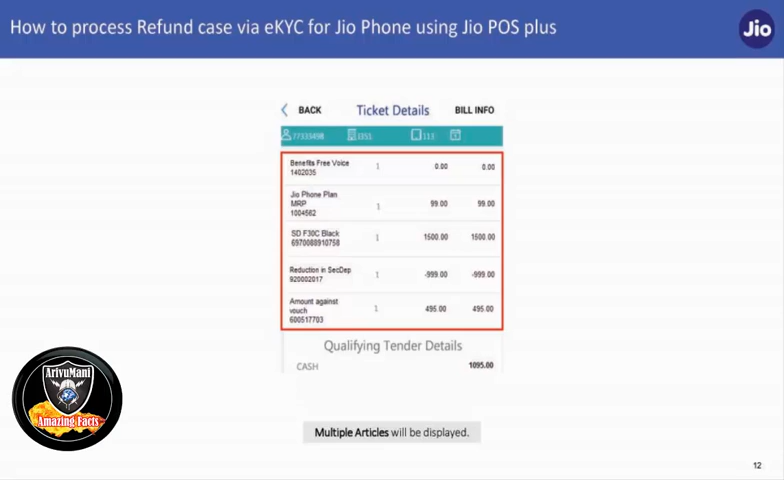 How to process Refund case via eKYC for Jio Phone using Jio POS plus
Jio
BACK Ticket Details BILL INFO
77333498 J351 113
Benefits Free Voice 1 0.00 0.00
1402035
Jio Phone Plan
MRP 1 99.00 99.00
1004562
SD F30C Black 1 1500.00 1500.00
6970088910758
Reduction in SecDep 1 -999.00 -999.00
920002017
Amount against
vouch 1 495.00 495.00
600517703
Qualifying Tender Details
CASH 1095.00
ArivuMani
Amazing Facts
Multiple Articles will be displayed.
12